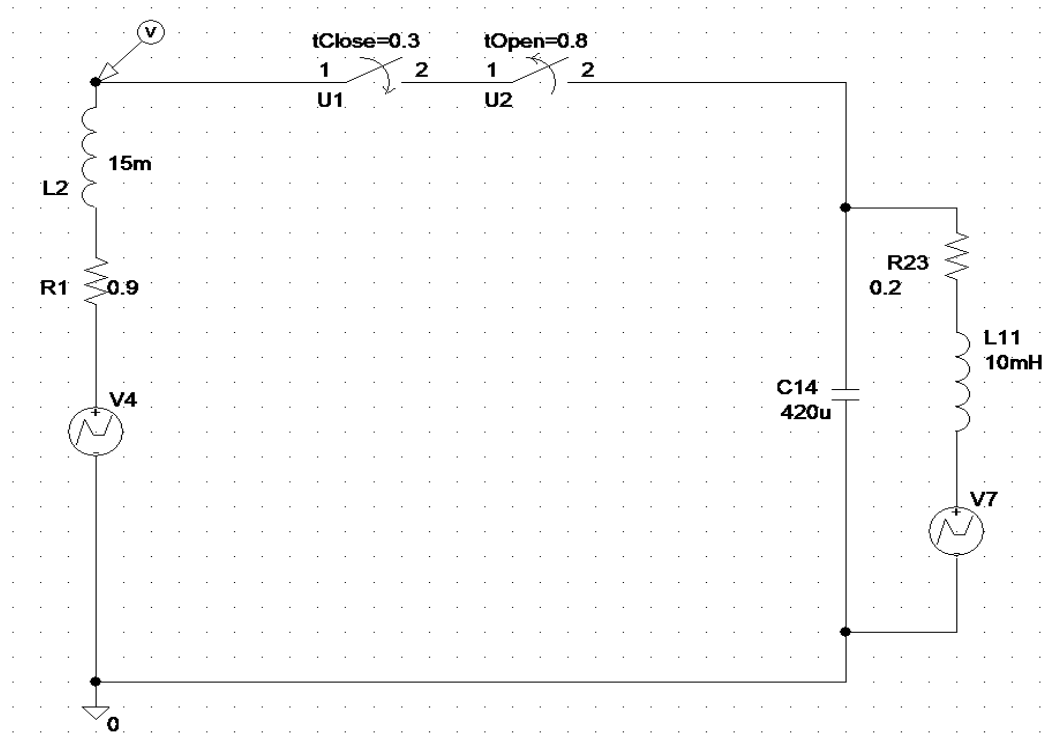 V
tClose=0.3
tOpen=0.8
1
2
1
2
U1
U2
15m
L2
R1
0.9
R23
0.2
L11
10mH
C14
420u
V4
V7
0